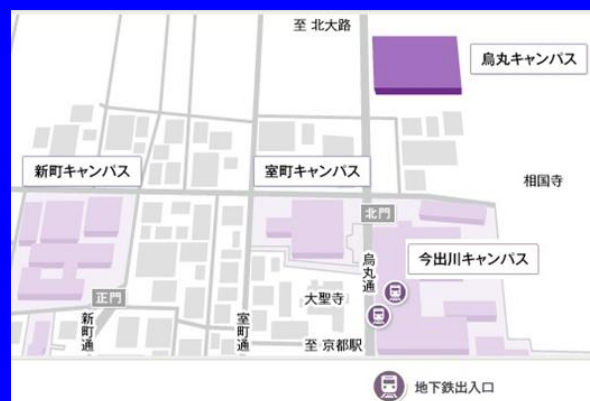 至 北大路
烏丸キャンパス
新町キャンパス
室町キャンパス
相国寺
北門
烏丸通
今出川キャンパス
正門
大聖寺
新町通
室町通
至 京都駅
地下鉄出入口